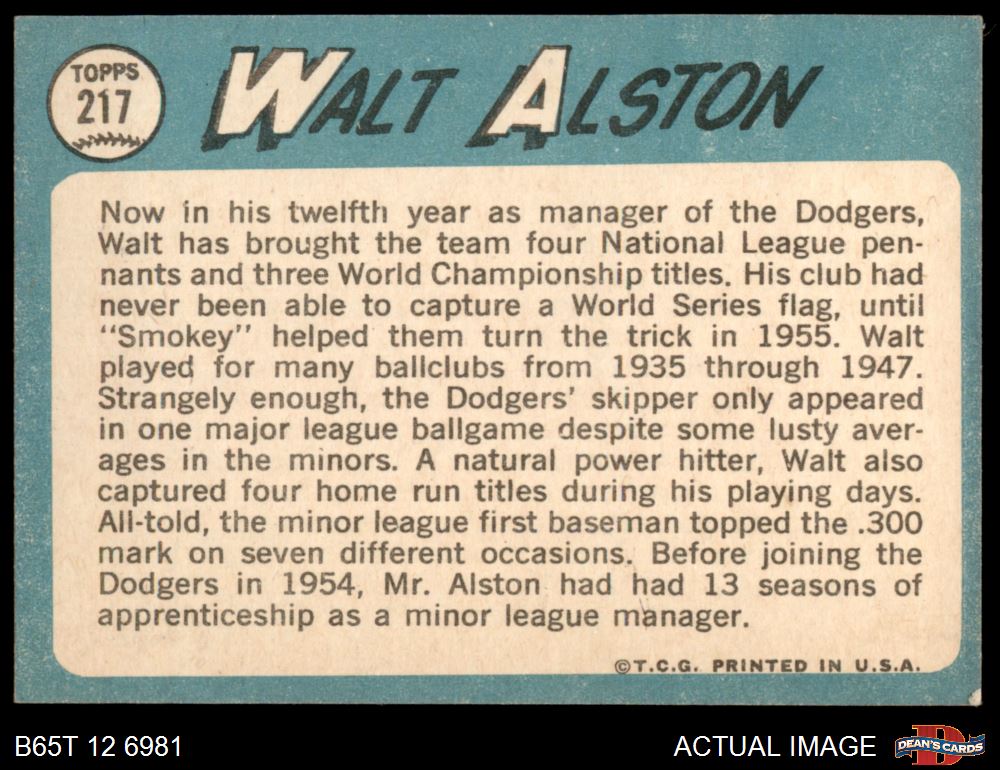 TOPPS
217
WALT ALSTON
Now in his twelfth year as manager of the Dodgers,
Walt has brought the team four National League pen-
nants and three World Championship titles. His club had
never been able to capture a World Series flag, until
"Smokey" helped them turn the trick in 1955. Walt
played for many ballclubs from 1935 through 1947.
Strangely enough, the Dodgers' skipper only appeared
in one major league ballgame despite some lusty aver-
ages in the minors. A natural power hitter, Walt also
captured four home run titles during his playing days.
All-told, the minor league first baseman topped the .300
mark on seven different occasions. Before joining the
Dodgers in 1954, Mr. Alston had had 13 seasons of
apprenticeship as a minor league manager.
©T.C.G. PRINTED IN U.S.A.
B65T 12 6981
ACTUAL IMAGE
D
DEAN'S CARDS